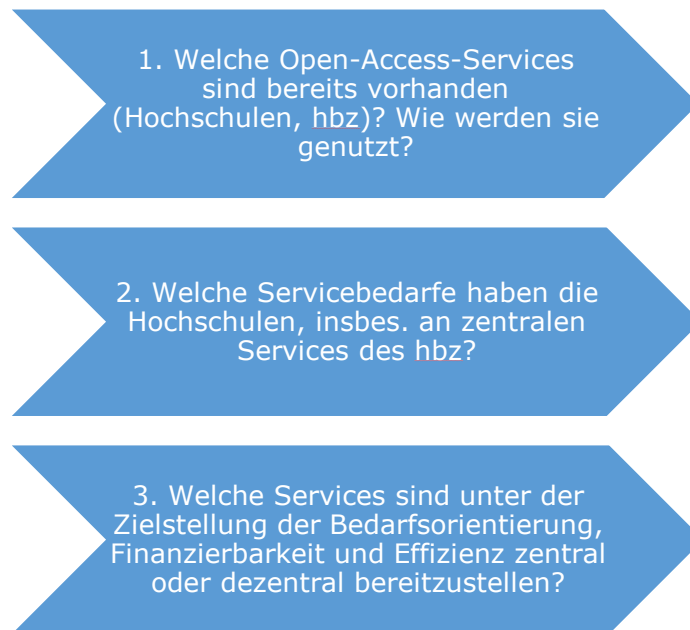 1. Welche Open-Access-Services
sind bereits vorhanden
(Hochschulen, hbz)? Wie werden sie
genutzt?
2. Welche Servicebedarfe haben die
Hochschulen, insbes. an zentralen
Services des hbz?
3. Welche Services sind unter der
Zielstellung der Bedarfsorientierung,
Finanzierbarkeit und Effizienz zentral
oder dezentral bereitzustellen?